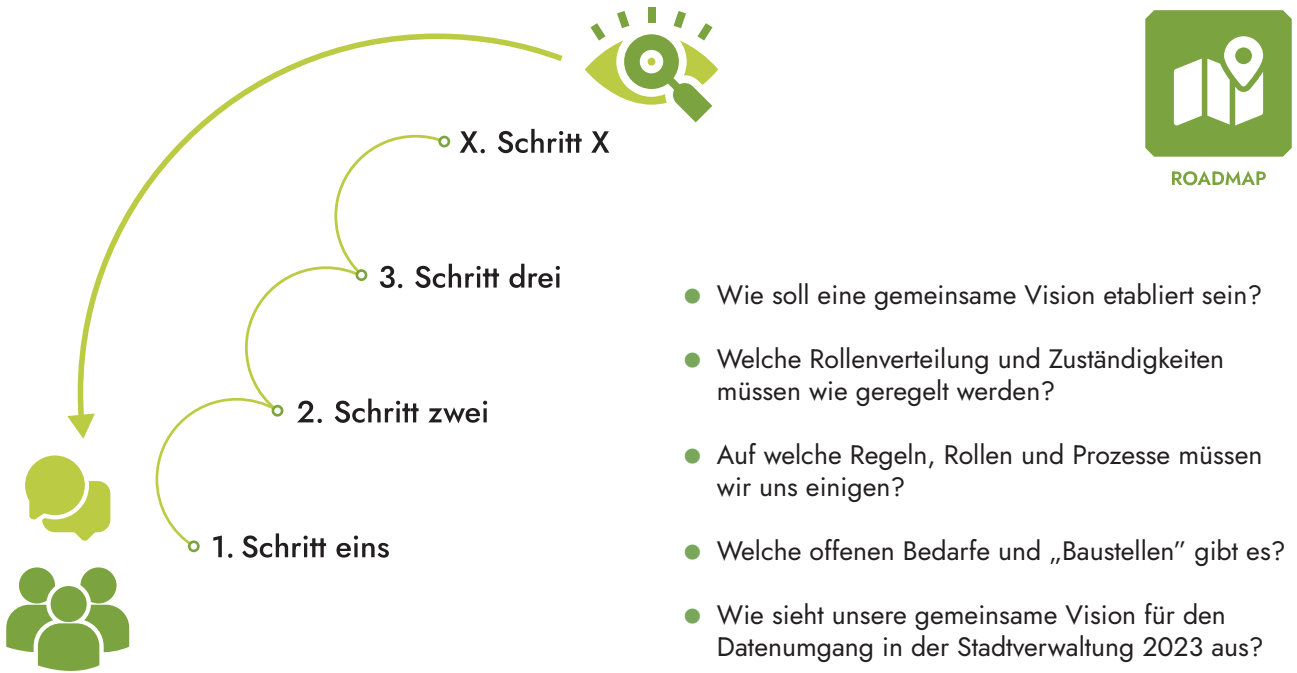 ROADMAP
X. Schritt X
3. Schritt drei
2. Schritt zwei
1. Schritt eins
Wie soll eine gemeinsame Vision etabliert sein?
Welche Rollenverteilung und Zuständigkeiten
müssen wie geregelt werden?
Auf welche Regeln, Rollen und Prozesse müssen
wir uns einigen?
Welche offenen Bedarfe und „Baustellen” gibt es?
Wie sieht unsere gemeinsame Vision für den
Datenumgang in der Stadtverwaltung 2023 aus?